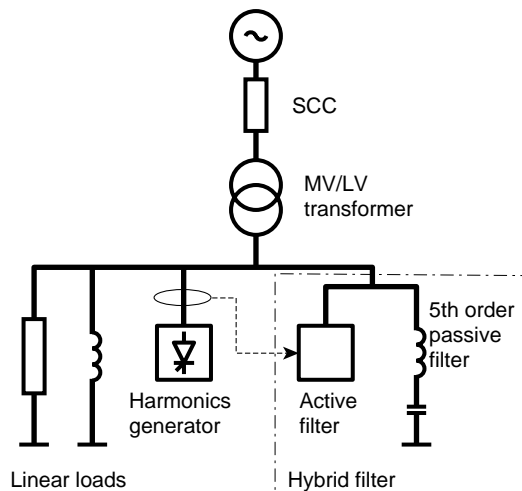 SCC
MV/LV
transformer
5th order
passive
filter
Harmonics
generator
Active
filter
Linear loads
Hybrid filter